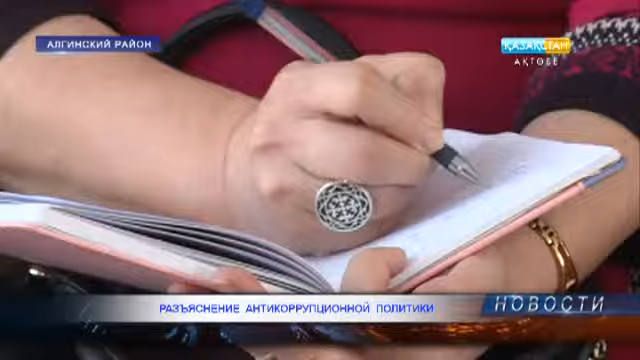 АЛГИНСКИЙ РАЙОН
ҚАЗАҚСТАН
АҚТӨБЕ
РАЗЪЯСНЕНИЕ АНТИКОРРУПЦИОННОЙ ПОЛИТИКИ
НОВОСТИ